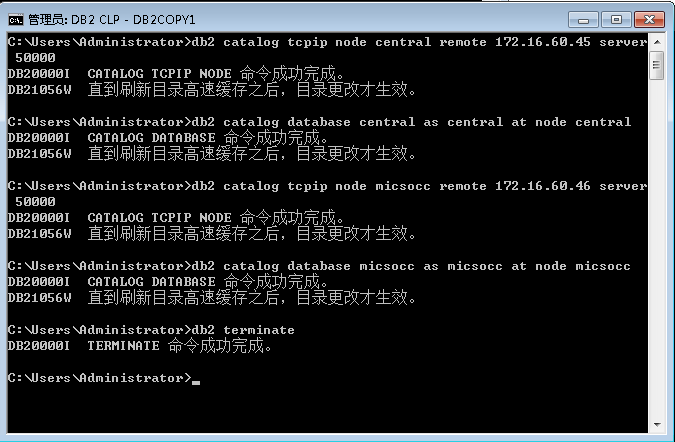 管理员: DB2 CLP - DB2COPY1
C:\Users\Administrator>db2 catalog tcpip node central remote 172.16.60.45 server
 50000
DB20000I  CATALOG TCPIP NODE 命令成功完成。
DB21056W  直到刷新目录高速缓存之后，目录更改才生效。
C:\Users\Administrator>db2 catalog database central as central at node central
DB20000I  CATALOG DATABASE 命令成功完成。
DB21056W  直到刷新目录高速缓存之后，目录更改才生效。
C:\Users\Administrator>db2 catalog tcpip node micsocc remote 172.16.60.46 server
 50000
DB20000I  CATALOG TCPIP NODE 命令成功完成。
DB21056W  直到刷新目录高速缓存之后，目录更改才生效。
C:\Users\Administrator>db2 catalog database micsocc as micsocc at node micsocc
DB20000I  CATALOG DATABASE 命令成功完成。
DB21056W  直到刷新目录高速缓存之后，目录更改才生效。
C:\Users\Administrator>db2 terminate
DB20000I  TERMINATE 命令成功完成。
C:\Users\Administrator>